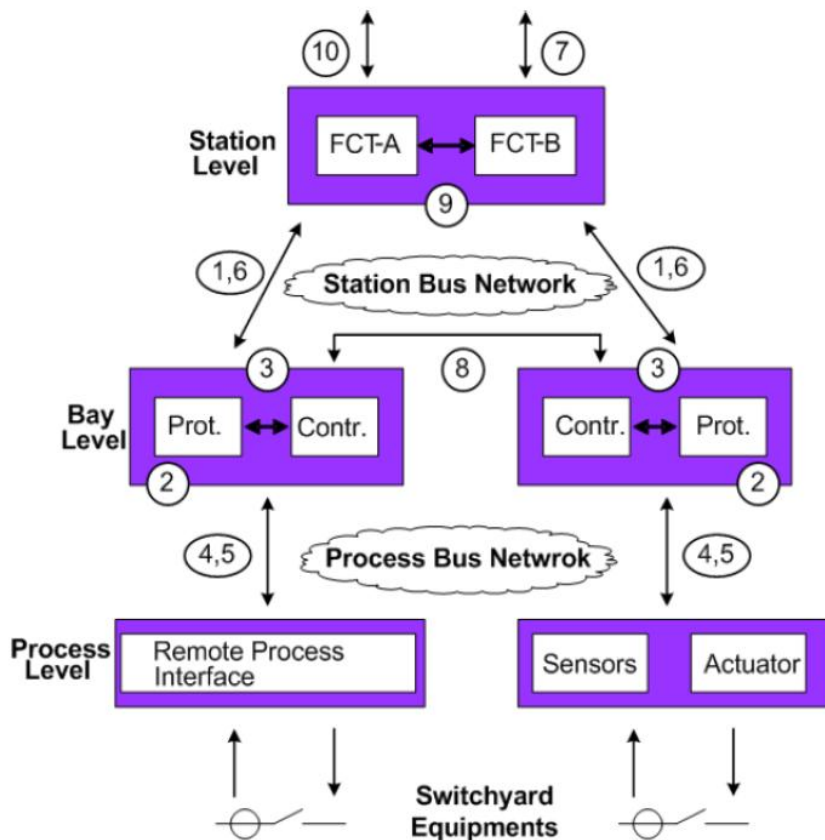 10
7
Station
Level
FCT-A
FCT-B
9
1,6
Station Bus Network
1,6
3
8
3
Bay
Level
Prot.
Contr.
Contr.
Prot.
2
2
4,5
Process Bus Netwrok
4,5
Process
Level
Remote Process
Interface
Sensors
Actuator
Switchyard
Equipments